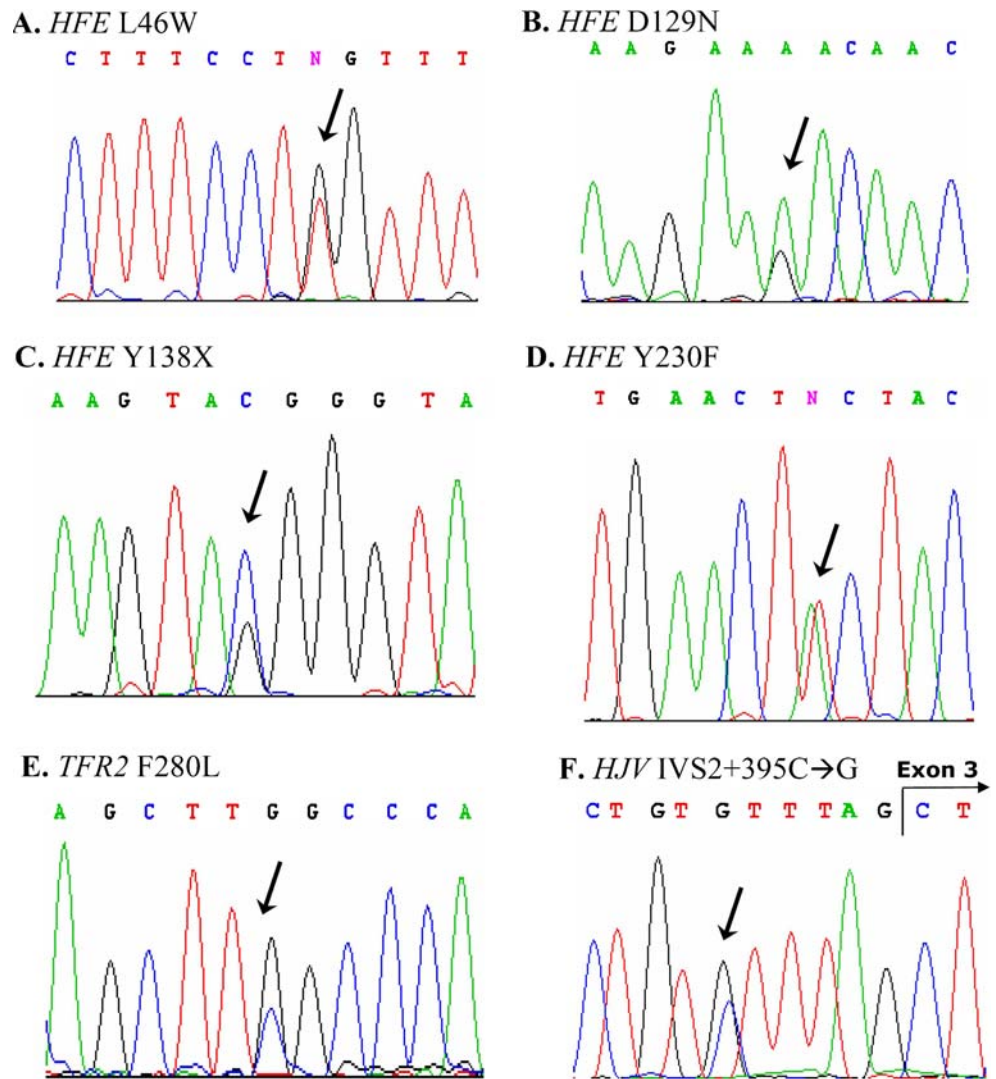 A. HFE L46W
C T T T C C T N G T T T
B. HFE D129N
A A G A A A A C A A C
C. HFE Y138X
A A G T A C G G G T A
D. HFE Y230F
T G A A C T N C T A C
E. TFR2 F280L
A G C T T G G C C C A
F. HJV IVS2+395C→G Exon 3
C T G T G T T T A G C T